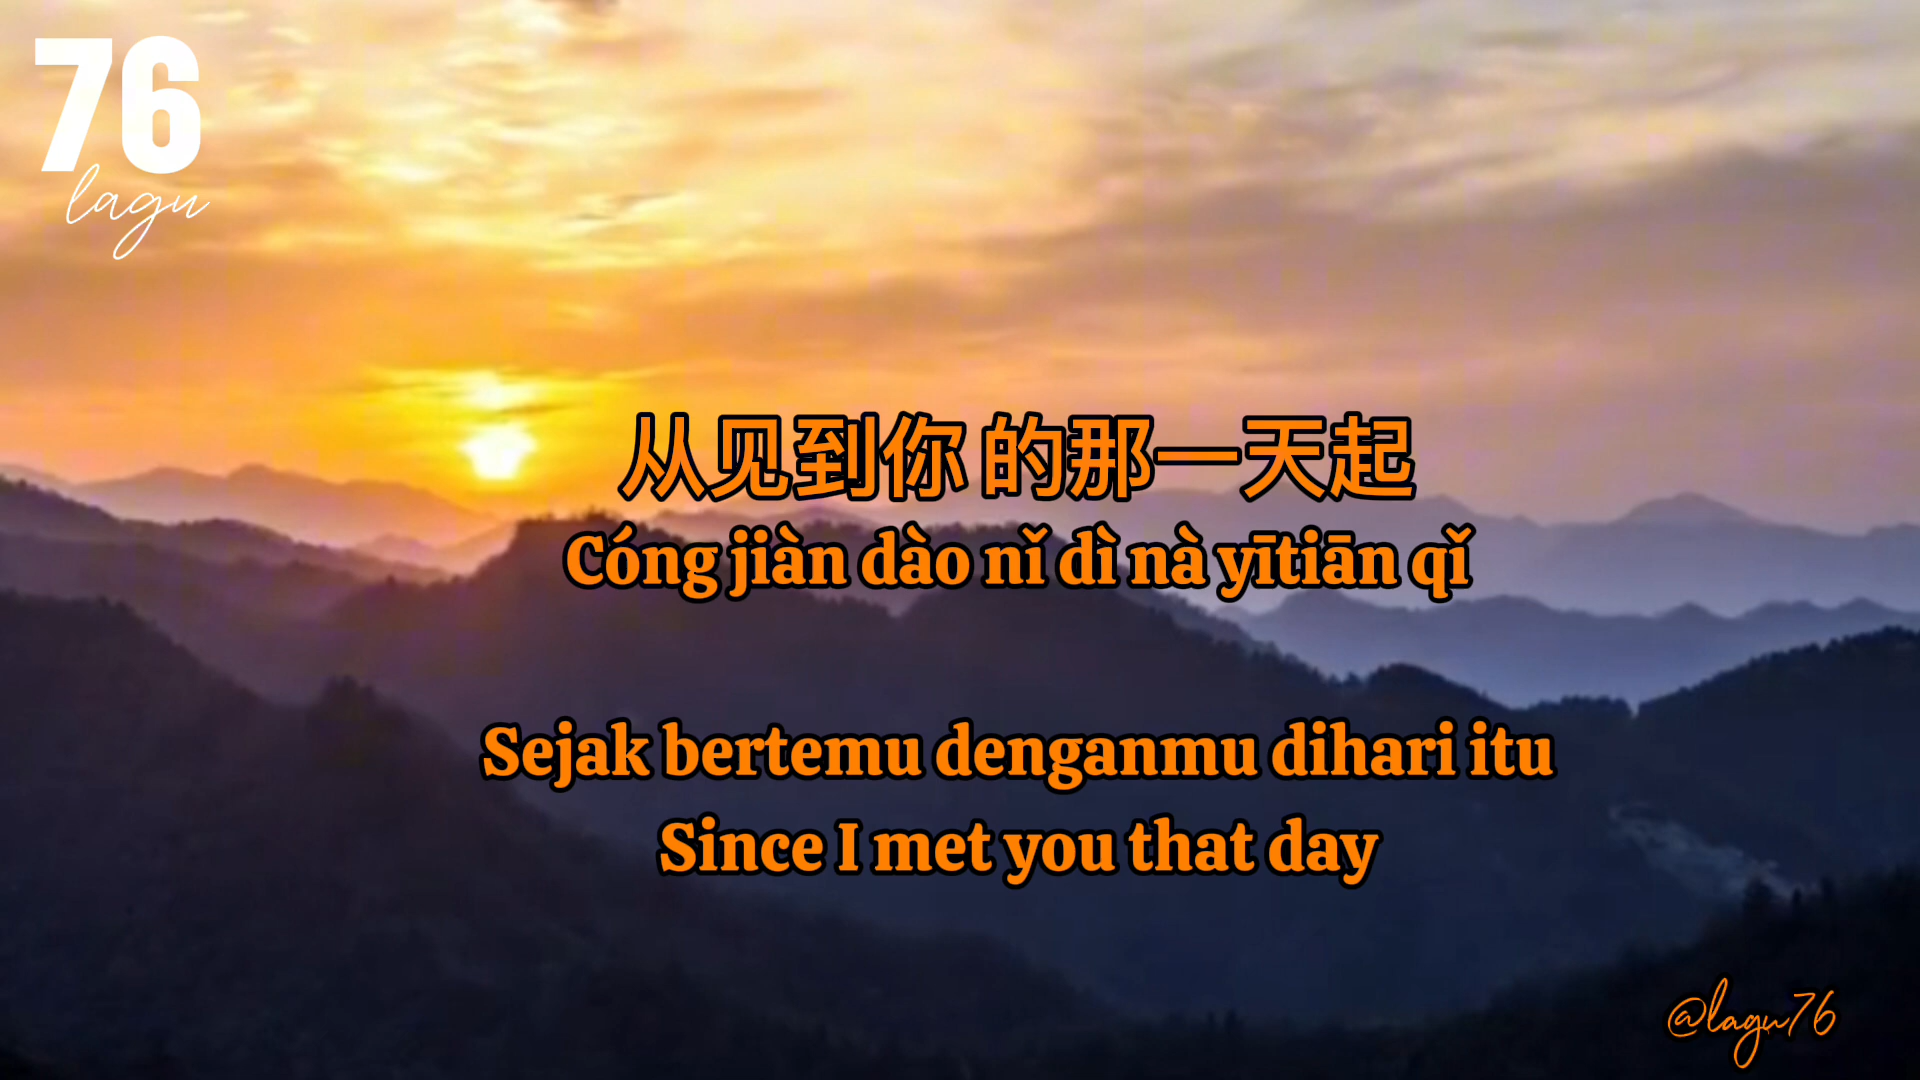 76
lagu
从见到你 的那一天起
Cóng jiàn dào nǐ dì nà yītiān qǐ
Sejak bertemu denganmu dihari itu
Since I met you that day
@lagu76